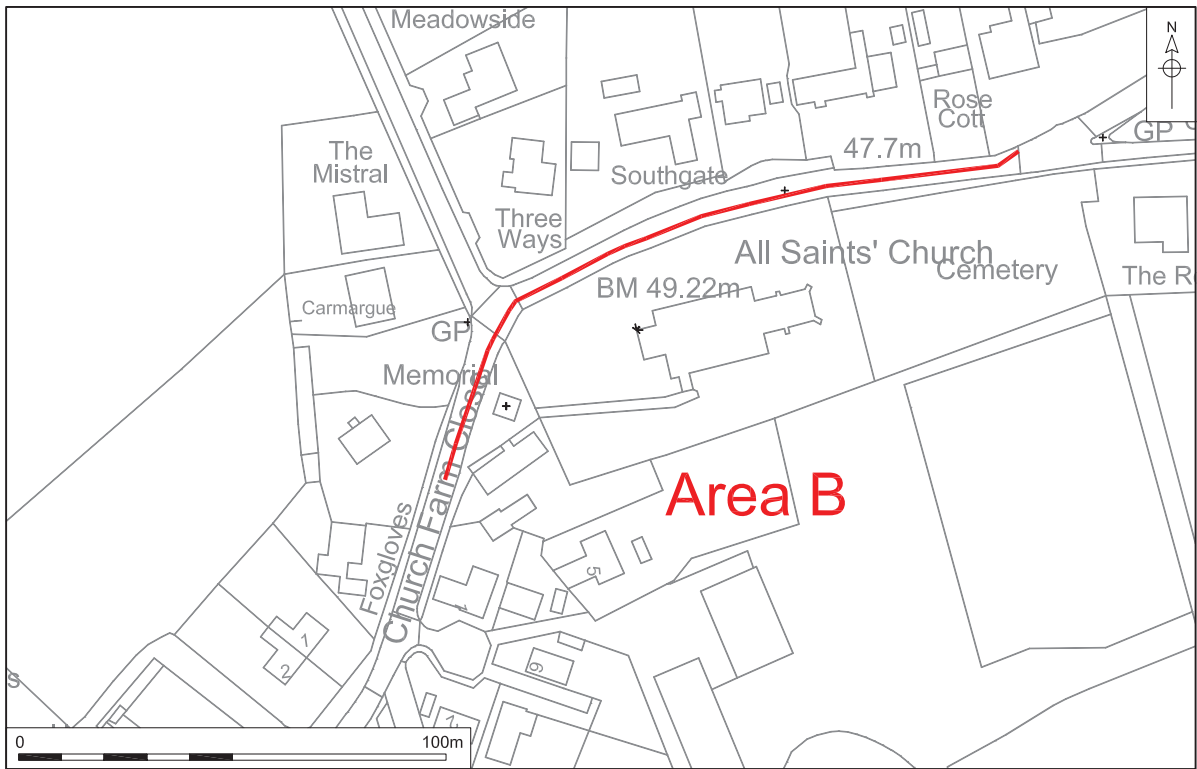 Meadowside
N
Rose
Cott
GP
47.7m
The
Mistral
Southgate
Three
Ways
All Saints' Church
Cemetery
The R
BM 49.22m
Carmargue
GP
Memorial
Church Farm Close
Area B
Foxgloves
5
1
1
2
6
s
0
100m